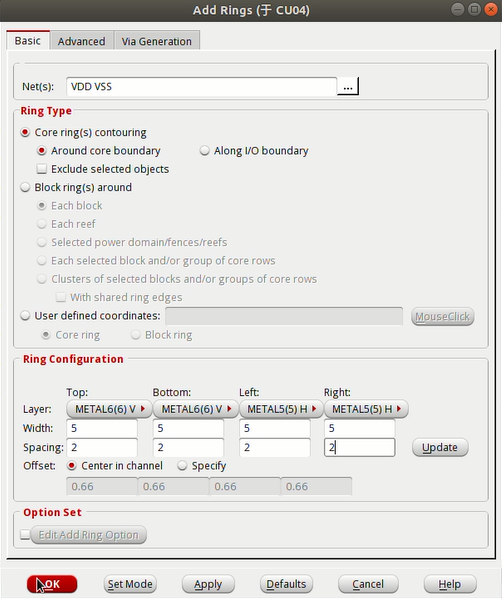 Add Rings (于 CU04)
Basic Advanced Via Generation
Net(s): VDD VSS ...
Ring Type
Core ring(s) contouring
Around core boundary Along I/O boundary
Exclude selected objects
Block ring(s) around
Each block
Each reef
Selected power domain/fences/reefs
Each selected block and/or group of core rows
Clusters of selected blocks and/or groups of core rows
With shared ring edges
User defined coordinates: MouseClick
Core ring Block ring
Ring Configuration
Top: Bottom: Left: Right:
Layer: METAL6(6) V METAL6(6) V METAL5(5) H METAL5(5) H
Width: 5 5 5 5
Spacing: 2 2 2 2 Update
Offset: Center in channel Specify
0.66 0.66 0.66 0.66
Option Set
Edit Add Ring Option
OK Set Mode Apply Defaults Cancel Help